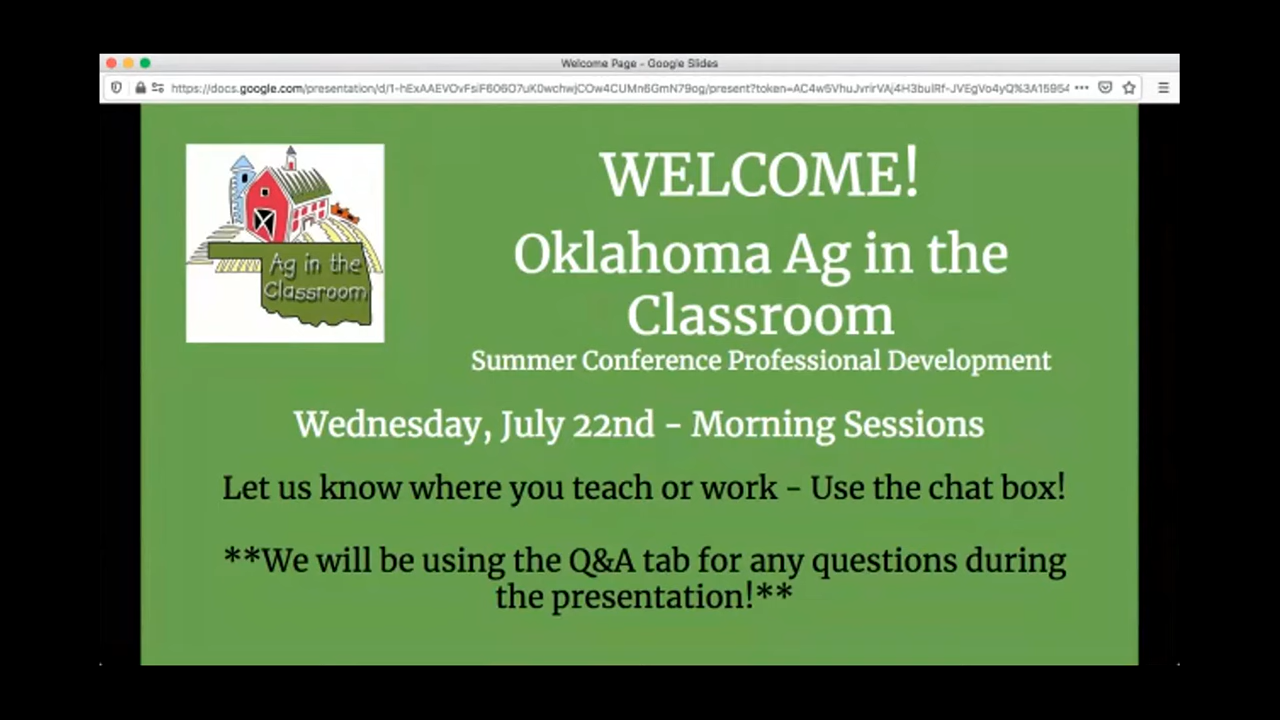 Welcome Page - Google Slides
WELCOME!
Oklahoma Ag in the
Classroom
Summer Conference Professional Development
Ag in the
Classroom
Wednesday, July 22nd - Morning Sessions
Let us know where you teach or work - Use the chat box!
**We will be using the Q&A tab for any questions during
the presentation!**